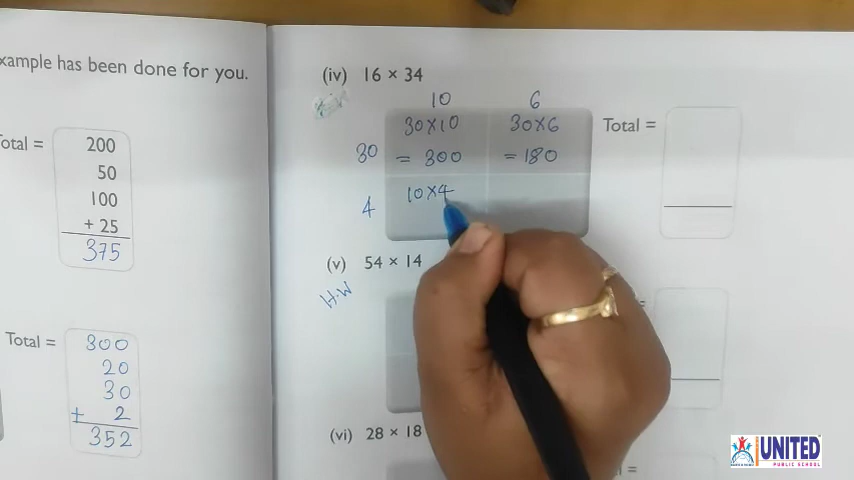 xample has been done for you.
Total =
200
50
100
+ 25
375
Total =
300
20
30
+ 2
352
(iv) 16 × 34
10 6
30×10 30×6
30 = 300 = 180
4 10×4
Total =
(v) 54 × 14
H.W
=
(vi) 28 × 18
=
UNITED
PUBLIC SCHOOL